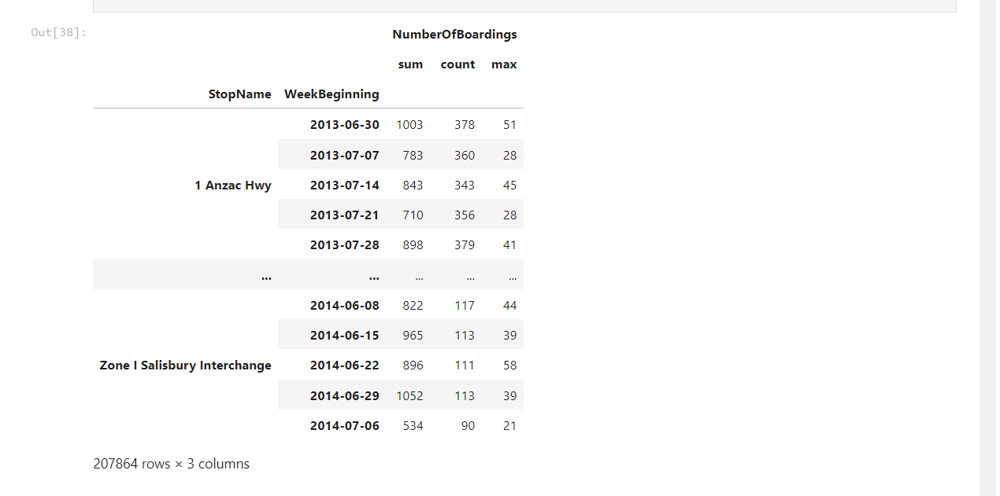 Out[38]:
NumberOfBoardings
sum count max
StopName WeekBeginning
2013-06-30 1003 378 51
2013-07-07 783 360 28
1 Anzac Hwy 2013-07-14 843 343 45
2013-07-21 710 356 28
2013-07-28 898 379 41
... ... ... ... ...
2014-06-08 822 117 44
2014-06-15 965 113 39
Zone I Salisbury Interchange 2014-06-22 896 111 58
2014-06-29 1052 113 39
2014-07-06 534 90 21
207864 rows × 3 columns